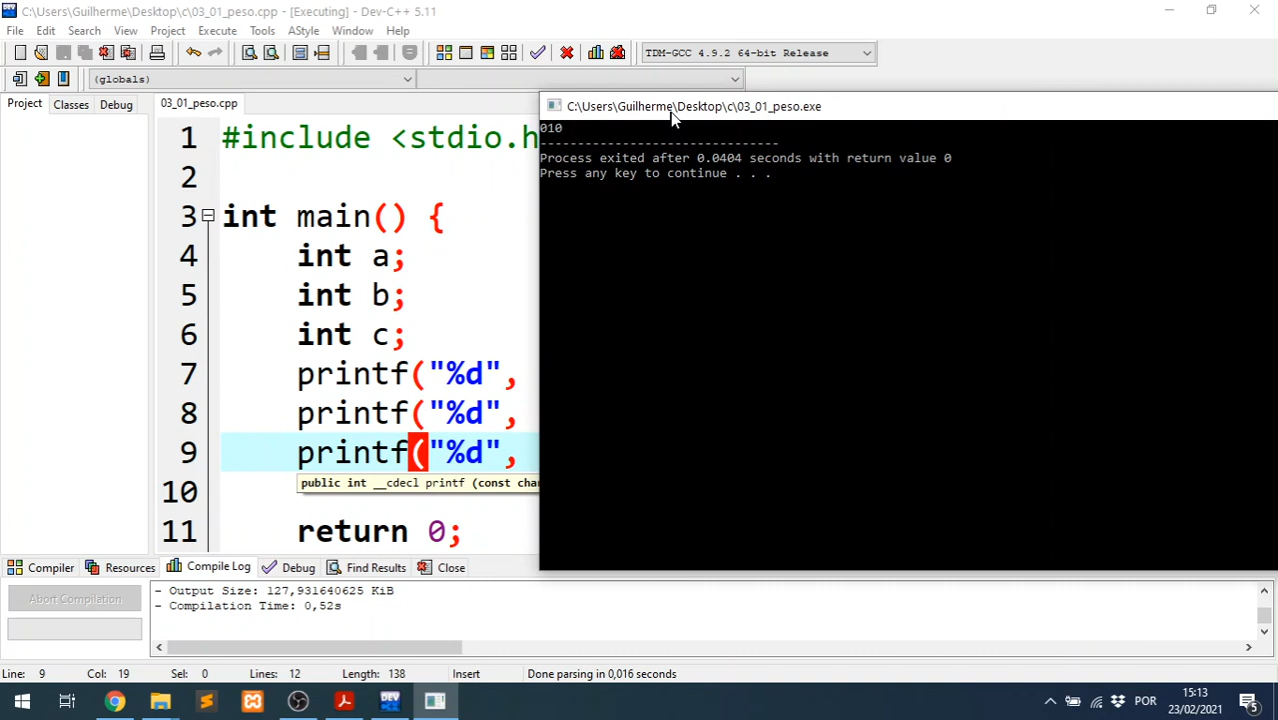 C:\Users\Guilherme\Desktop\c\03_01_peso.cpp - [Executing] - Dev-C++ 5.11
File Edit Search View Project Execute Tools AStyle Window Help
TDM-GCC 4.9.2 64-bit Release
(globals)
Project Classes Debug 03_01_peso.cpp
C:\Users\Guilherme\Desktop\c\03_01_peso.exe
010
--------------------------------
Process exited after 0.0404 seconds with return value 0
Press any key to continue . . .
1 #include <stdio.h
2
3 int main() {
4 int a;
5 int b;
6 int c;
7 printf("%d",
8 printf("%d",
9 printf("%d",
public int __cdecl printf (const cha
10
11 return 0;
Compiler Resources Compile Log Debug Find Results Close
Abort Compilation
- Output Size: 127,931640625 KiB
- Compilation Time: 0,52s
Line: 9 Col: 19 Sel: 0 Lines: 12 Length: 138 Insert Done parsing in 0,016 seconds
DEV
POR
15:13
23/02/2021
5